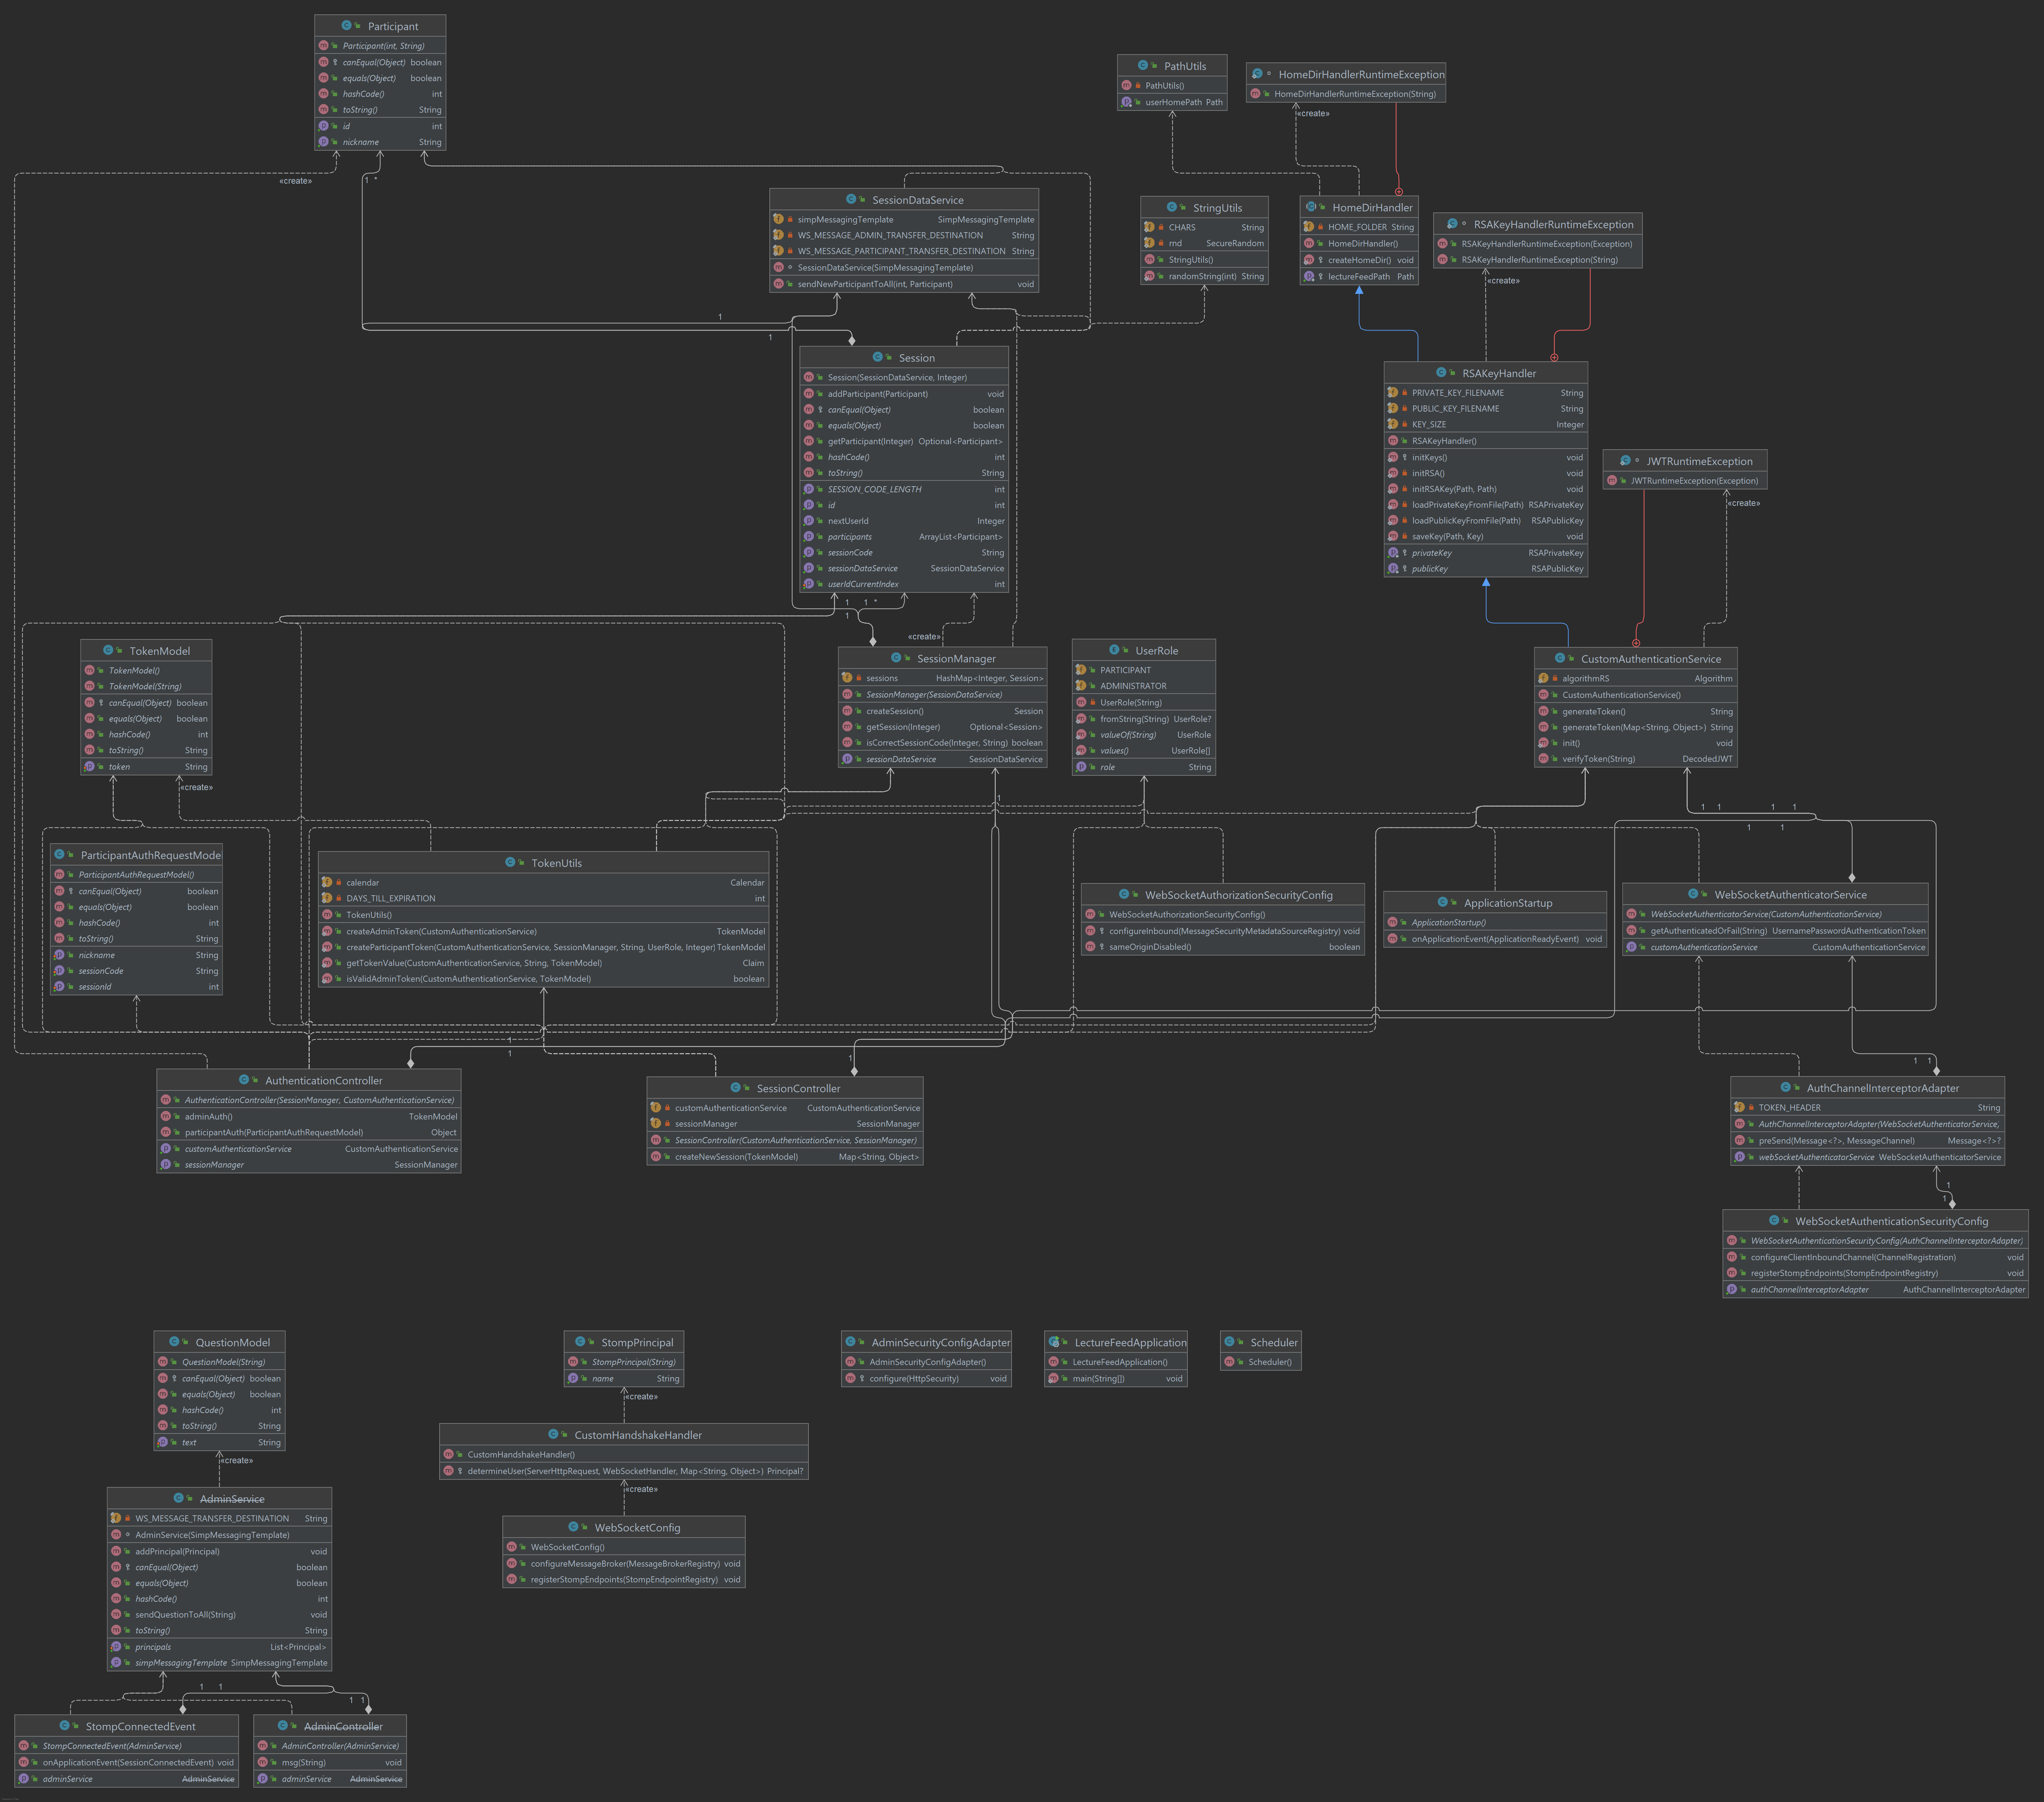 Participant
Participant(int, String)
canEqual(Object) boolean
equals(Object) boolean
hashCode() int
toString() String
id int
nickname String
«create»
1 *
PathUtils
PathUtils()
userHomePath Path
HomeDirHandlerRuntimeException
HomeDirHandlerRuntimeException(String)
«create»
SessionDataService
simpMessagingTemplate SimpMessagingTemplate
WS_MESSAGE_ADMIN_TRANSFER_DESTINATION String
WS_MESSAGE_PARTICIPANT_TRANSFER_DESTINATION String
SessionDataService(SimpMessagingTemplate)
sendNewParticipantToAll(int, Participant) void
StringUtils
CHARS String
rnd SecureRandom
StringUtils()
randomString(int) String
HomeDirHandler
HOME_FOLDER String
HomeDirHandler()
createHomeDir() void
lectureFeedPath Path
RSAKeyHandlerRuntimeException
RSAKeyHandlerRuntimeException(Exception)
RSAKeyHandlerRuntimeException(String)
«create»
1
1
Session
Session(SessionDataService, Integer)
addParticipant(Participant) void
canEqual(Object) boolean
equals(Object) boolean
getParticipant(Integer) Optional<Participant>
hashCode() int
toString() String
SESSION_CODE_LENGTH int
id int
nextUserId Integer
participants ArrayList<Participant>
sessionCode String
sessionDataService SessionDataService
userIdCurrentIndex int
RSAKeyHandler
PRIVATE_KEY_FILENAME String
PUBLIC_KEY_FILENAME String
KEY_SIZE Integer
RSAKeyHandler()
initKeys() void
initRSA() void
initRSAKey(Path, Path) void
loadPrivateKeyFromFile(Path) RSAPrivateKey
loadPublicKeyFromFile(Path) RSAPublicKey
saveKey(Path, Key) void
privateKey RSAPrivateKey
publicKey RSAPublicKey
JWTRuntimeException
JWTRuntimeException(Exception)
«create»
1 1 *
1
«create»
TokenModel
TokenModel()
TokenModel(String)
canEqual(Object) boolean
equals(Object) boolean
hashCode() int
toString() String
token String
«create»
SessionManager
sessions HashMap<Integer, Session>
SessionManager(SessionDataService)
createSession() Session
getSession(Integer) Optional<Session>
isCorrectSessionCode(Integer, String) boolean
sessionDataService SessionDataService
UserRole
PARTICIPANT
ADMINISTRATOR
UserRole(String)
fromString(String) UserRole?
valueOf(String) UserRole
values() UserRole[]
role String
CustomAuthenticationService
algorithmRS Algorithm
CustomAuthenticationService()
generateToken() String
generateToken(Map<String, Object>) String
init() void
verifyToken(String) DecodedJWT
1
1 1 1 1
1 1
ParticipantAuthRequestModel
ParticipantAuthRequestModel()
canEqual(Object) boolean
equals(Object) boolean
hashCode() int
toString() String
nickname String
sessionCode String
sessionId int
TokenUtils
calendar Calendar
DAYS_TILL_EXPIRATION int
TokenUtils()
createAdminToken(CustomAuthenticationService) TokenModel
createParticipantToken(CustomAuthenticationService, SessionManager, String, UserRole, Integer) TokenModel
getTokenValue(CustomAuthenticationService, String, TokenModel) Claim
isValidAdminToken(CustomAuthenticationService, TokenModel) boolean
WebSocketAuthorizationSecurityConfig
WebSocketAuthorizationSecurityConfig()
configureInbound(MessageSecurityMetadataSourceRegistry) void
sameOriginDisabled() boolean
ApplicationStartup
ApplicationStartup()
onApplicationEvent(ApplicationReadyEvent) void
WebSocketAuthenticatorService
WebSocketAuthenticatorService(CustomAuthenticationService)
getAuthenticatedOrFail(String) UsernamePasswordAuthenticationToken
customAuthenticationService CustomAuthenticationService
1
1
1
1 1
AuthenticationController
AuthenticationController(SessionManager, CustomAuthenticationService)
adminAuth() TokenModel
participantAuth(ParticipantAuthRequestModel) Object
customAuthenticationService CustomAuthenticationService
sessionManager SessionManager
SessionController
customAuthenticationService CustomAuthenticationService
sessionManager SessionManager
SessionController(CustomAuthenticationService, SessionManager)
createNewSession(TokenModel) Map<String, Object>
AuthChannelInterceptorAdapter
TOKEN_HEADER String
AuthChannelInterceptorAdapter(WebSocketAuthenticatorService)
preSend(Message<?>, MessageChannel) Message<?>?
webSocketAuthenticatorService WebSocketAuthenticatorService
1
1
WebSocketAuthenticationSecurityConfig
WebSocketAuthenticationSecurityConfig(AuthChannelInterceptorAdapter)
configureClientInboundChannel(ChannelRegistration) void
registerStompEndpoints(StompEndpointRegistry) void
authChannelInterceptorAdapter AuthChannelInterceptorAdapter
QuestionModel
QuestionModel(String)
canEqual(Object) boolean
equals(Object) boolean
hashCode() int
toString() String
text String
«create»
StompPrincipal
StompPrincipal(String)
name String
«create»
AdminSecurityConfigAdapter
AdminSecurityConfigAdapter()
configure(HttpSecurity) void
LectureFeedApplication
LectureFeedApplication()
main(String[]) void
Scheduler
Scheduler()
CustomHandshakeHandler
CustomHandshakeHandler()
determineUser(ServerHttpRequest, WebSocketHandler, Map<String, Object>) Principal?
«create»
WebSocketConfig
WebSocketConfig()
configureMessageBroker(MessageBrokerRegistry) void
registerStompEndpoints(StompEndpointRegistry) void
AdminService
WS_MESSAGE_TRANSFER_DESTINATION String
AdminService(SimpMessagingTemplate)
addPrincipal(Principal) void
canEqual(Object) boolean
equals(Object) boolean
hashCode() int
sendQuestionToAll(String) void
toString() String
principals List<Principal>
simpMessagingTemplate SimpMessagingTemplate
1 1
1 1
StompConnectedEvent
StompConnectedEvent(AdminService)
onApplicationEvent(SessionConnectedEvent) void
adminService AdminService
AdminController
AdminController(AdminService)
msg(String) void
adminService AdminService